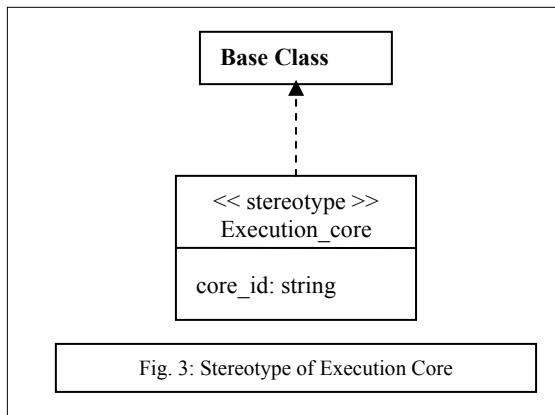 Base Class
<< stereotype >>
Execution_core
core_id: string
Fig. 3: Stereotype of Execution Core